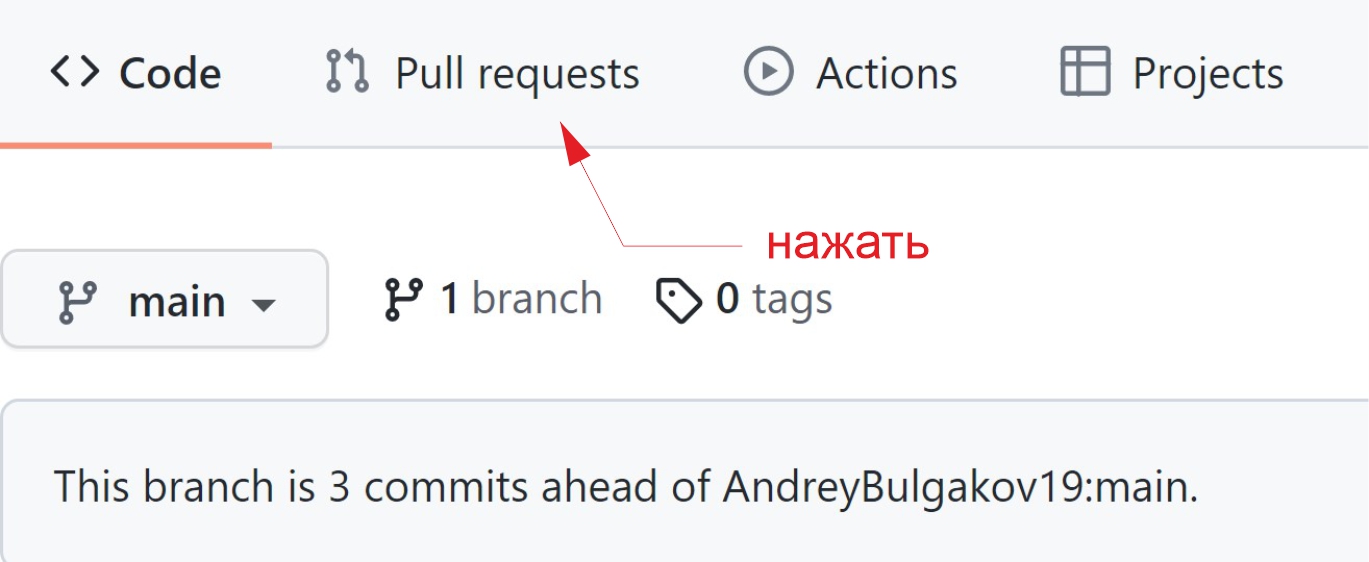 Code Pull requests Actions Projects
нажать
main 1 branch 0 tags
This branch is 3 commits ahead of AndreyBulgakov19:main.